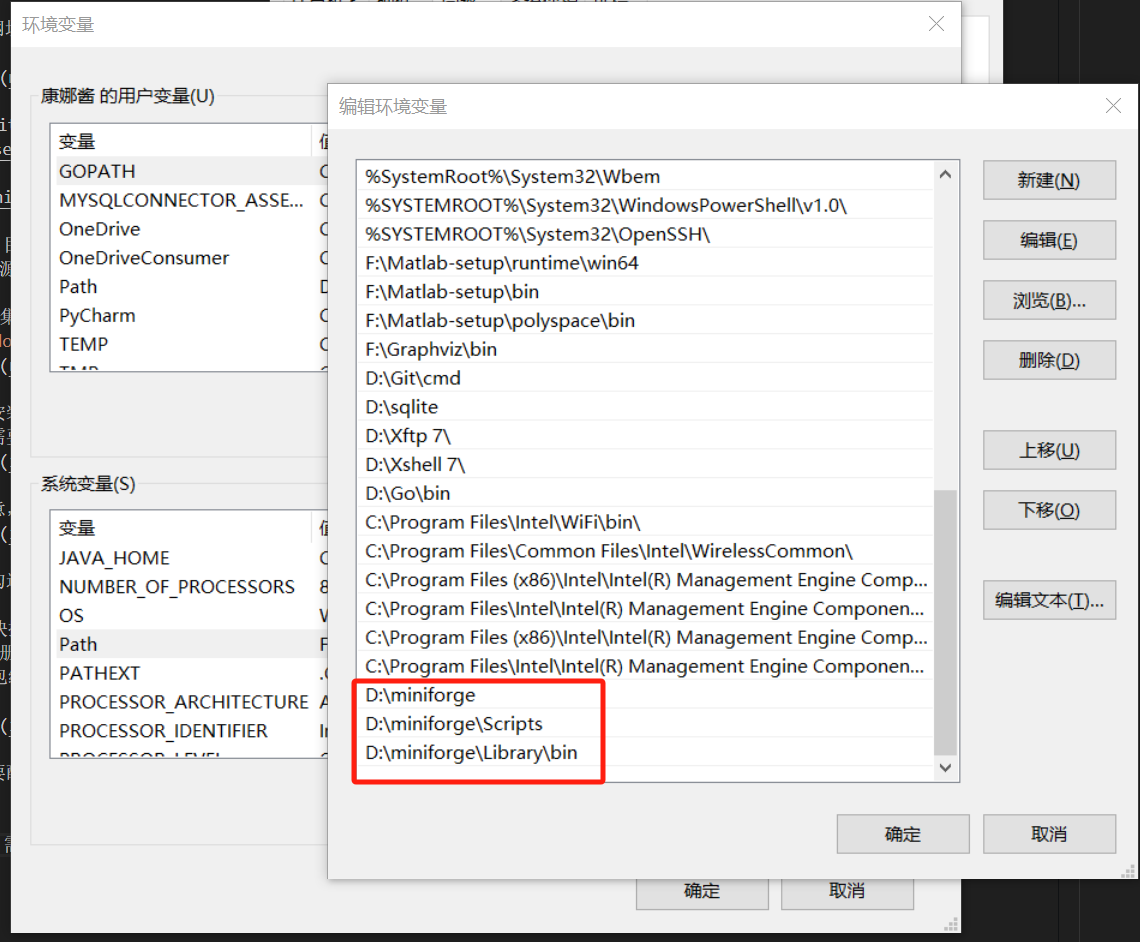 环境变量
康娜酱 的用户变量(U)
变量
GOPATH
MYSQLCONNECTOR_ASSE...
OneDrive
OneDriveConsumer
Path
PyCharm
TEMP
TMP
系统变量(S)
变量
JAVA_HOME
NUMBER_OF_PROCESSORS
8
OS
Path
PATHEXT
PROCESSOR_ARCHITECTURE
PROCESSOR_IDENTIFIER
PROCESSOR_LEVEL
确定
取消
编辑环境变量
%SystemRoot%\System32\Wbem
%SYSTEMROOT%\System32\WindowsPowerShell\v1.0\
%SYSTEMROOT%\System32\OpenSSH\
F:\Matlab-setup\runtime\win64
F:\Matlab-setup\bin
F:\Matlab-setup\polyspace\bin
F:\Graphviz\bin
D:\Git\cmd
D:\sqlite
D:\Xftp 7\
D:\Xshell 7\
D:\Go\bin
C:\Program Files\Intel\WiFi\bin\
C:\Program Files\Common Files\Intel\WirelessCommon\
C:\Program Files (x86)\Intel\Intel(R) Management Engine Comp...
C:\Program Files\Intel\Intel(R) Management Engine Componen...
C:\Program Files (x86)\Intel\Intel(R) Management Engine Comp...
C:\Program Files\Intel\Intel(R) Management Engine Componen...
D:\miniforge
D:\miniforge\Scripts
D:\miniforge\Library\bin
新建(N)
编辑(E)
浏览(B)...
删除(D)
上移(U)
下移(O)
编辑文本(T)...
确定
取消